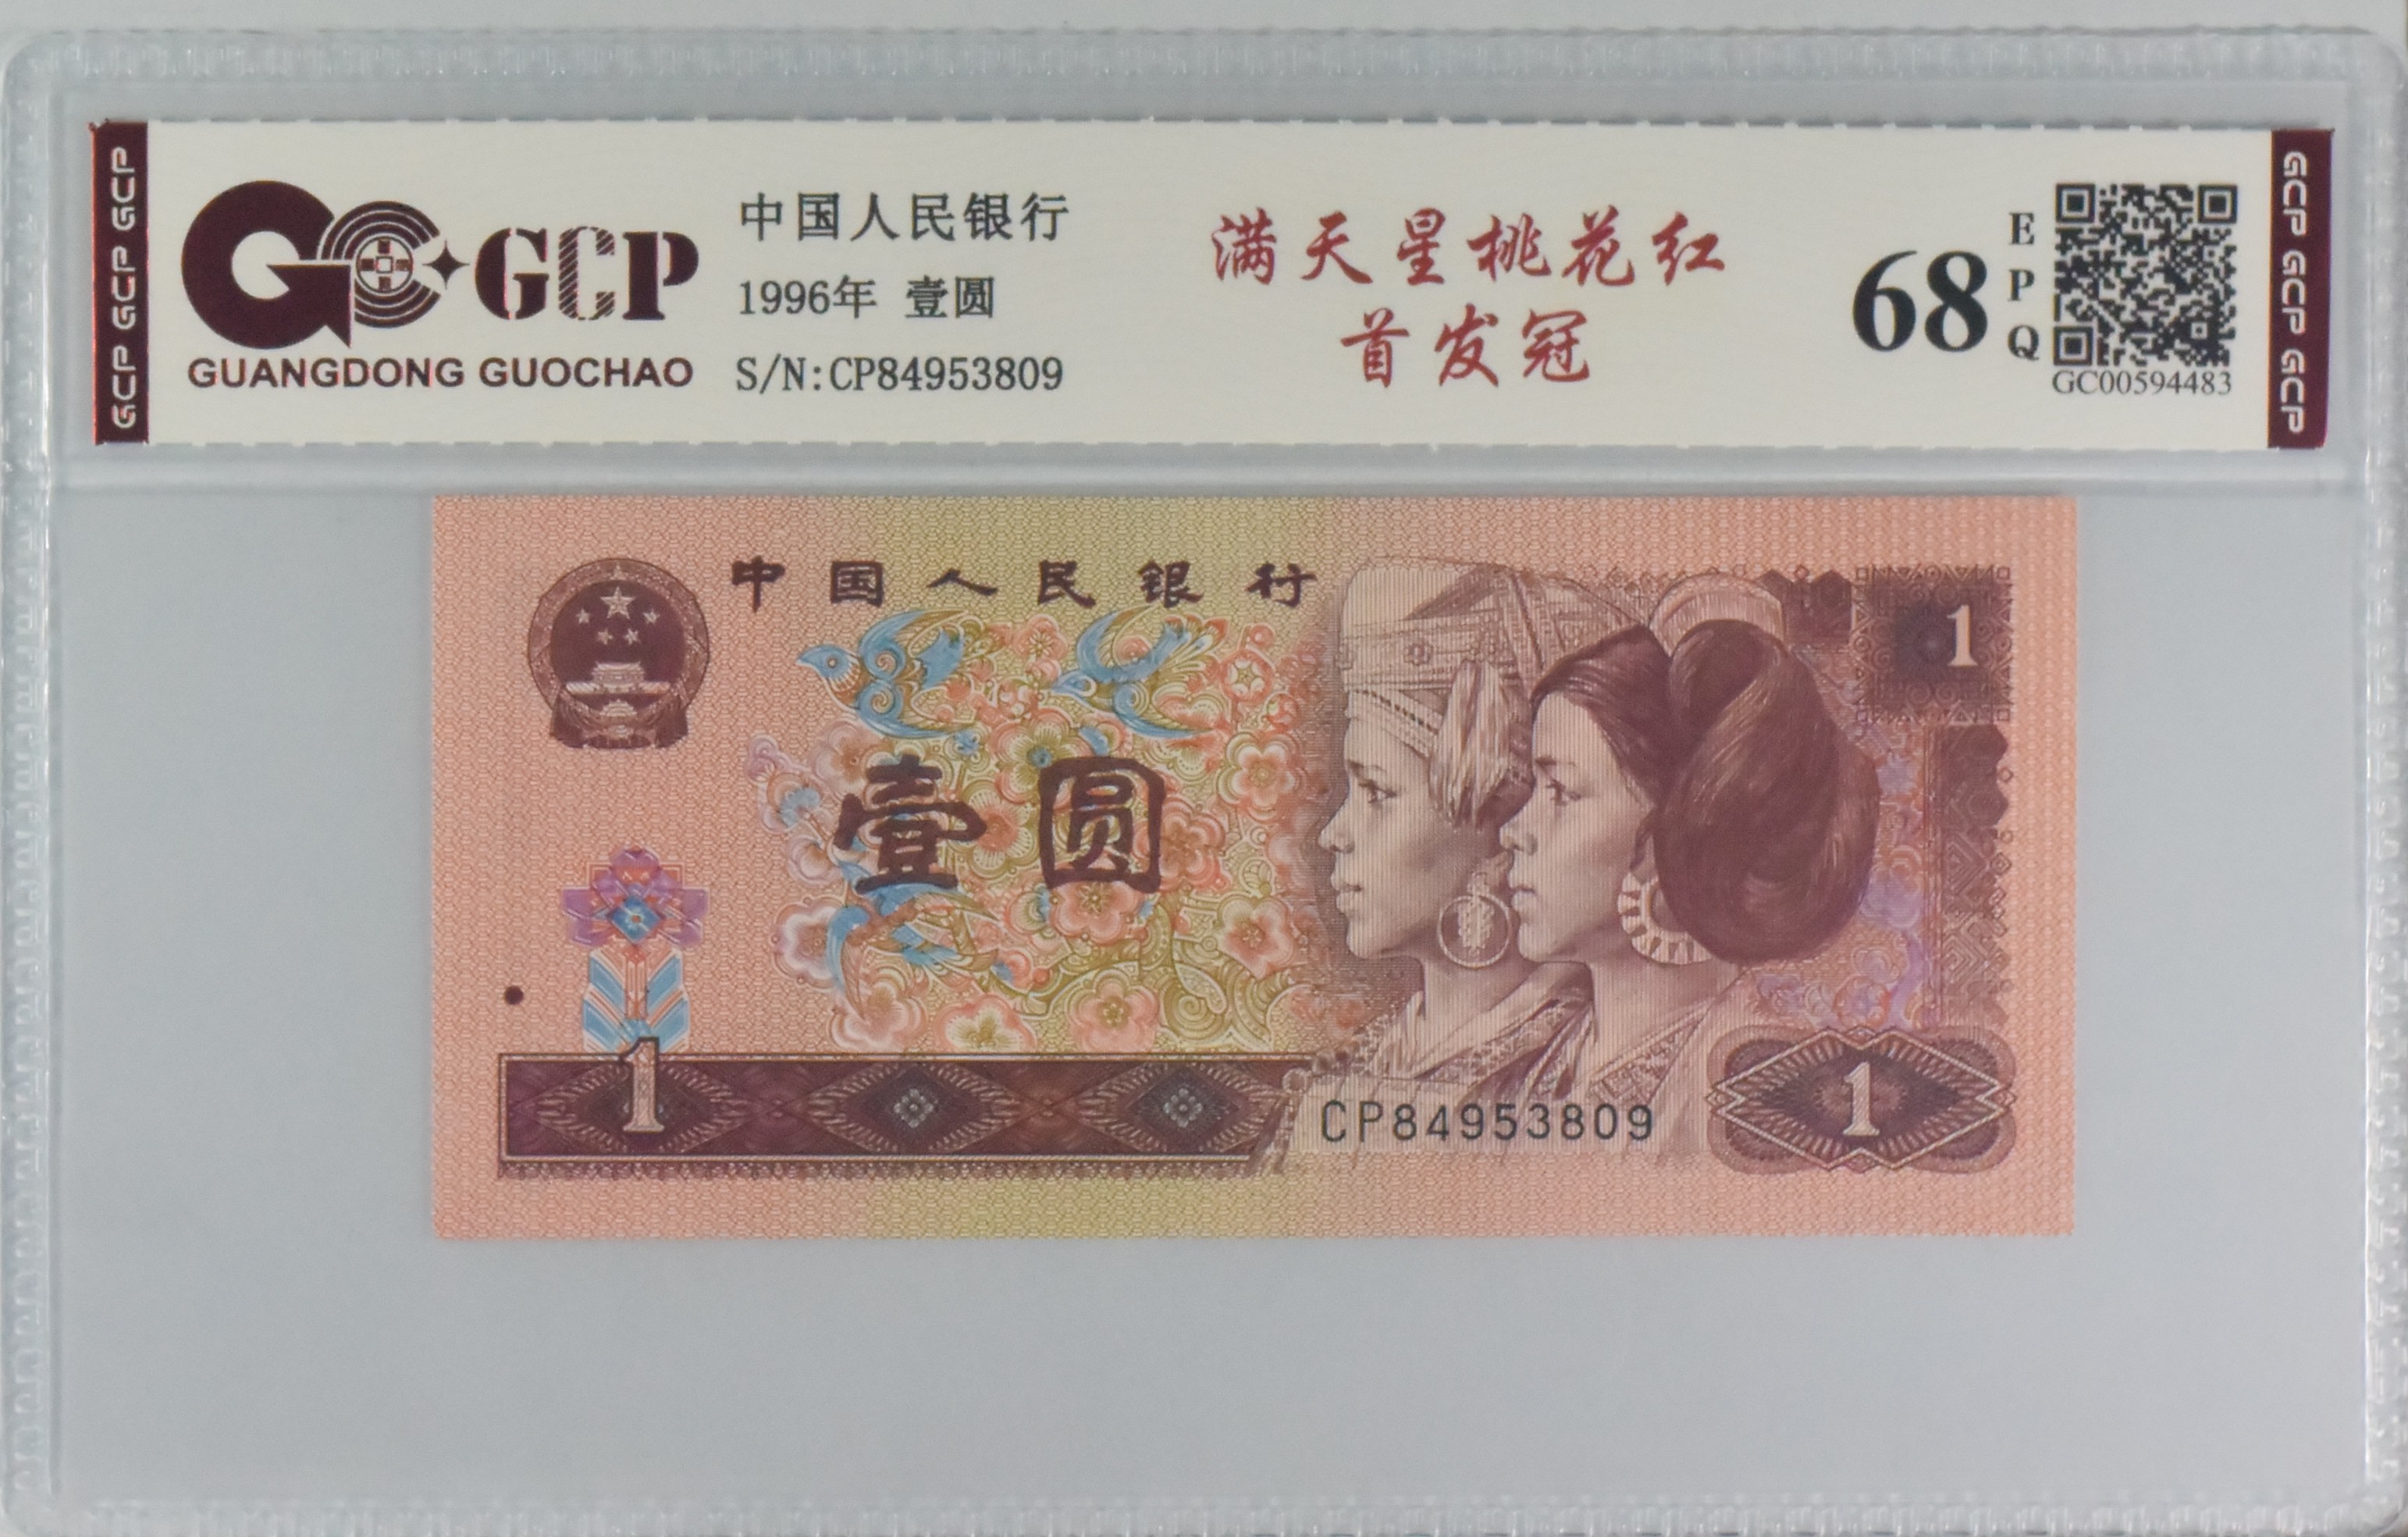 GCP GCP GCP
GCP
GUANGDONG GUOCHAO
中国人民银行
1996年 壹圆
S/N:CP84953809
满天星桃花红
首发冠
68
EPQ
GC00594483
GCP GCP GCP
中国人民银行
1
壹圆
1
CP84953809
1